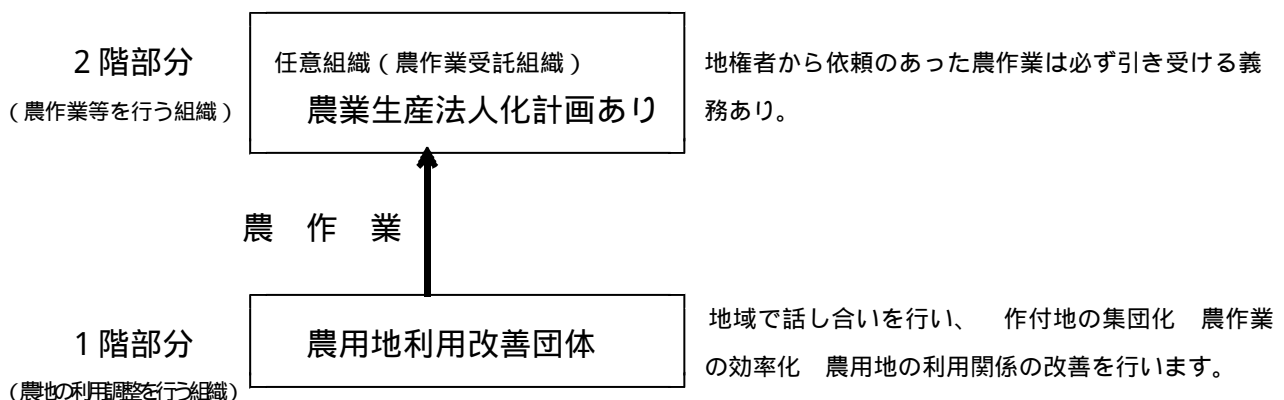 2階部分
(農作業等を行う組織)
任意組織(農作業受託組織)
農業生産法人化計画あり
地権者から依頼のあった農作業は必ず引き受ける義
務あり。
農 作 業
1階部分
(農地の利用調整を行う組織)
農用地利用改善団体
地域で話し合いを行い、 作付地の集団化 農作業
の効率化 農用地の利用関係の改善を行います。